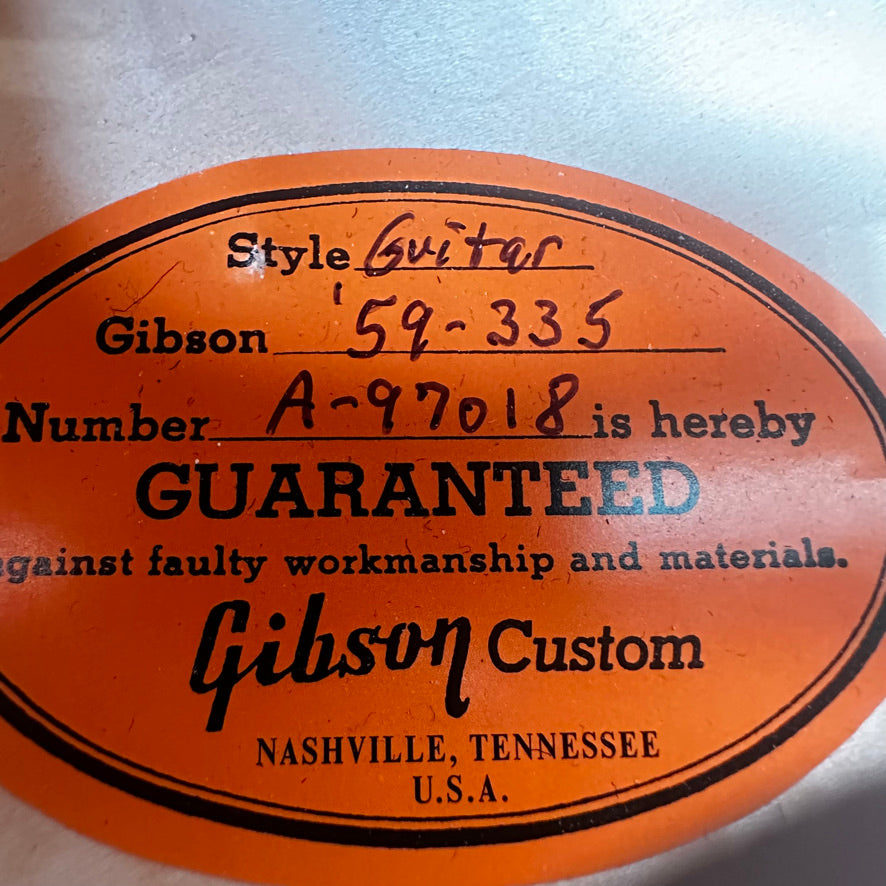 Style Guitar
Gibson '59-335
Number A-97018 is hereby
GUARANTEED
against faulty workmanship and materials.
Gibson Custom
NASHVILLE, TENNESSEE
U.S.A.